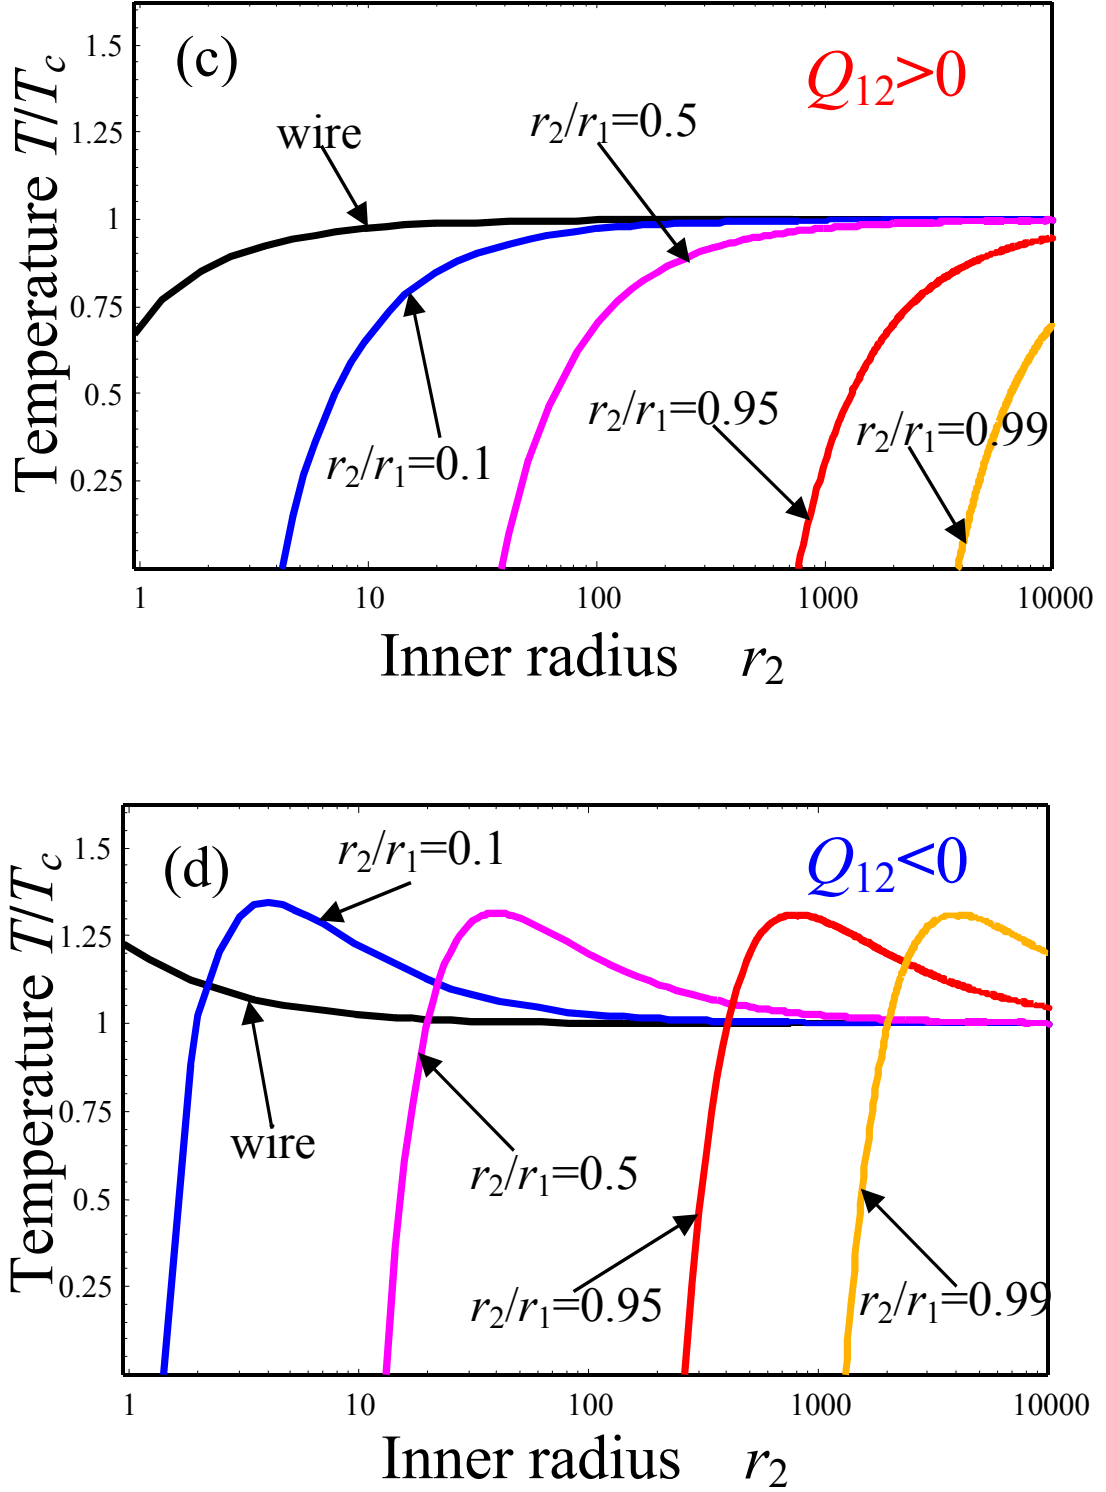 (c)
Q₁₂>0
wire
r₂/r₁=0.5
r₂/r₁=0.1
r₂/r₁=0.95
r₂/r₁=0.99
Temperature T/T_c
1.5
1.25
1
0.75
0.5
0.25
1 10 100 1000 10000
Inner radius r₂
(d)
Q₁₂<0
r₂/r₁=0.1
wire
r₂/r₁=0.5
r₂/r₁=0.95
r₂/r₁=0.99
Temperature T/T_c
1.5
1.25
1
0.75
0.5
0.25
1 10 100 1000 10000
Inner radius r₂